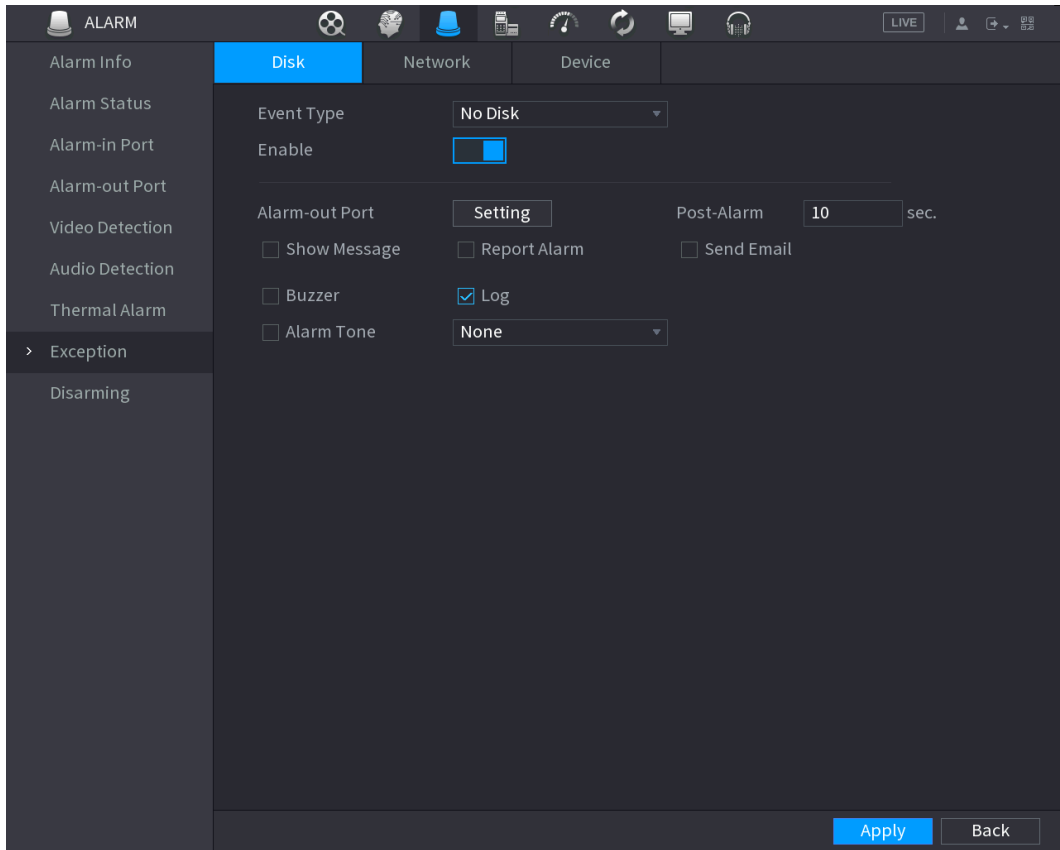 ALARM LIVE
Alarm Info
Alarm Status
Alarm-in Port
Alarm-out Port
Video Detection
Audio Detection
Thermal Alarm
Exception
Disarming
Disk Network Device
Event Type No Disk
Enable
Alarm-out Port Setting Post-Alarm 10 sec.
Show Message Report Alarm Send Email
Buzzer Log
Alarm Tone None
Apply Back